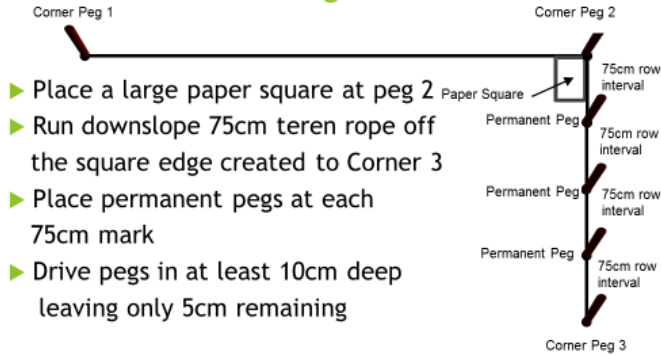 Corner Peg 1
Corner Peg 2
▶ Place a large paper square at peg 2
Paper Square
75cm row
interval
▶ Run downslope 75cm teren rope off
the square edge created to Corner 3
Permanent Peg
75cm row
interval
▶ Place permanent pegs at each
75cm mark
Permanent Peg
75cm row
interval
▶ Drive pegs in at least 10cm deep
leaving only 5cm remaining
Permanent Peg
75cm row
interval
Corner Peg 3